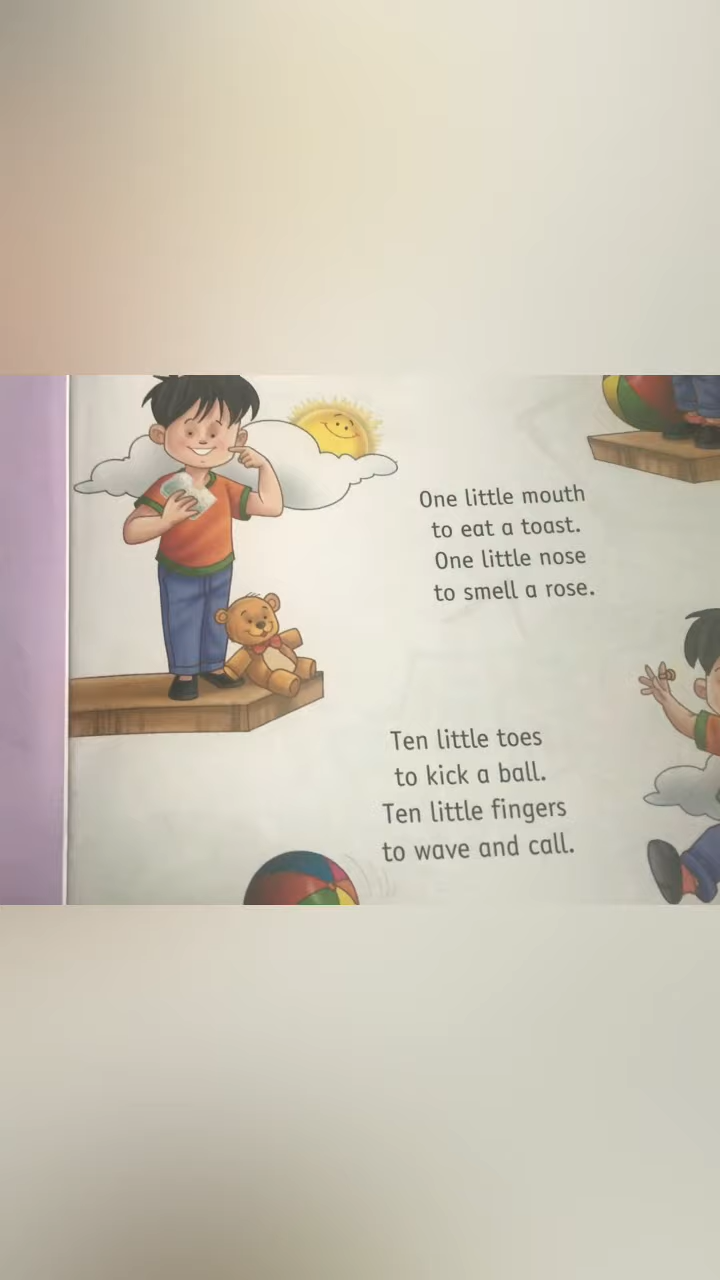 One little mouth
to eat a toast.
One little nose
to smell a rose.
Ten little toes
to kick a ball.
Ten little fingers
to wave and call.